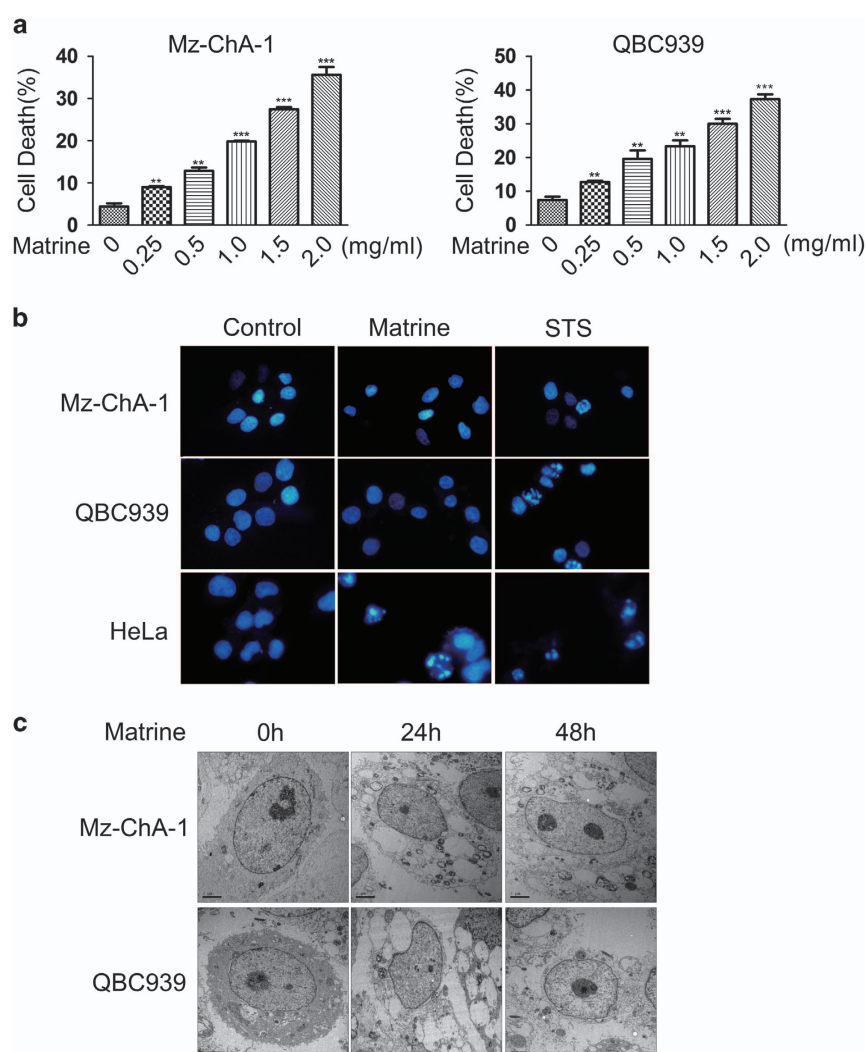 a
Mz-ChA-1
Cell Death(%)
40
30
20
10
0
** ** *** *** ***
Matrine 0 0.25 0.5 1.0 1.5 2.0 (mg/ml)
QBC939
Cell Death(%)
50
40
30
20
10
0
** ** ** *** ***
Matrine 0 0.25 0.5 1.0 1.5 2.0 (mg/ml)
b
Control Matrine STS
Mz-ChA-1
QBC939
HeLa
c
Matrine 0h 24h 48h
Mz-ChA-1
QBC939